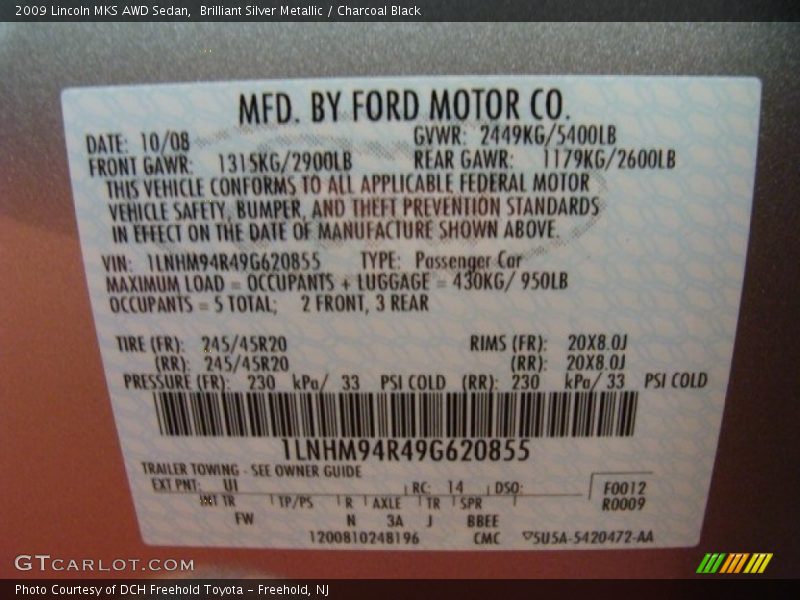 2009 Lincoln MKS AWD Sedan, Brilliant Silver Metallic / Charcoal Black
MFD. BY FORD MOTOR CO.
DATE: 10/08 GVWR: 2449KG/5400LB
FRONT GAWR: 1315KG/2900LB REAR GAWR: 1179KG/2600LB
THIS VEHICLE CONFORMS TO ALL APPLICABLE FEDERAL MOTOR
VEHICLE SAFETY, BUMPER, AND THEFT PREVENTION STANDARDS
IN EFFECT ON THE DATE OF MANUFACTURE SHOWN ABOVE.
VIN: 1LNHM94R49G620855 TYPE: Passenger Car
MAXIMUM LOAD = OCCUPANTS + LUGGAGE = 430KG/ 950LB
OCCUPANTS = 5 TOTAL; 2 FRONT, 3 REAR
TIRE (FR): 245/45R20 RIMS (FR): 20X8.0J
(RR): 245/45R20 (RR): 20X8.0J
PRESSURE (FR): 230 kPa/ 33 PSI COLD (RR): 230 kPa/ 33 PSI COLD
1LNHM94R49G620855
TRAILER TOWING - SEE OWNER GUIDE
EXT PNT: UI RC: 14 DSO: F0012
INT TR TP/PS R AXLE TR SPR R0009
FW N 3A J BBEE
1200810248196 CMC ▽5U5A-5420472-AA
GTCARLOT.COM
Photo Courtesy of DCH Freehold Toyota - Freehold, NJ